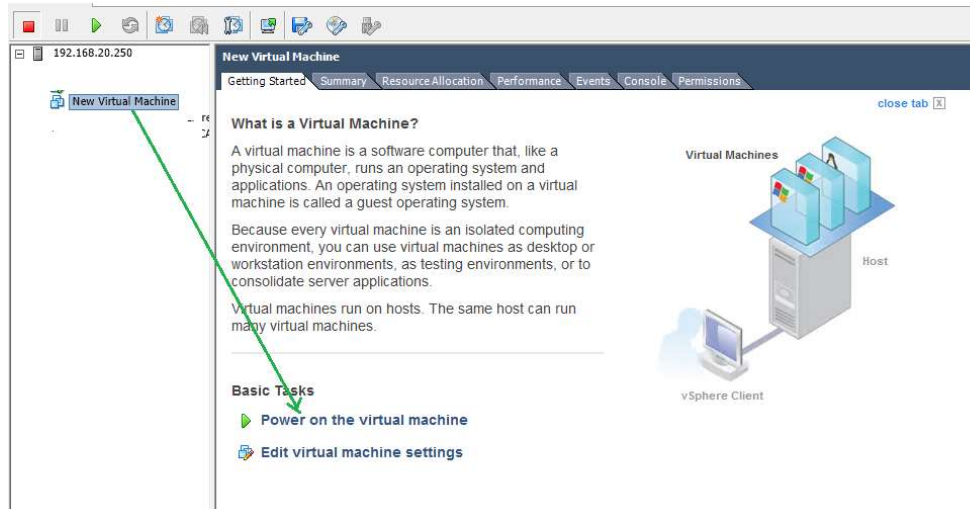 192.168.20.250
New Virtual Machine
New Virtual Machine
Getting Started Summary Resource Allocation Performance Events Console Permissions
close tab
What is a Virtual Machine?
A virtual machine is a software computer that, like a
physical computer, runs an operating system and
applications. An operating system installed on a virtual
machine is called a guest operating system.
Because every virtual machine is an isolated computing
environment, you can use virtual machines as desktop or
workstation environments, as testing environments, or to
consolidate server applications.
Virtual machines run on hosts. The same host can run
many virtual machines.
Basic Tasks
Power on the virtual machine
Edit virtual machine settings
Virtual Machines
Host
vSphere Client